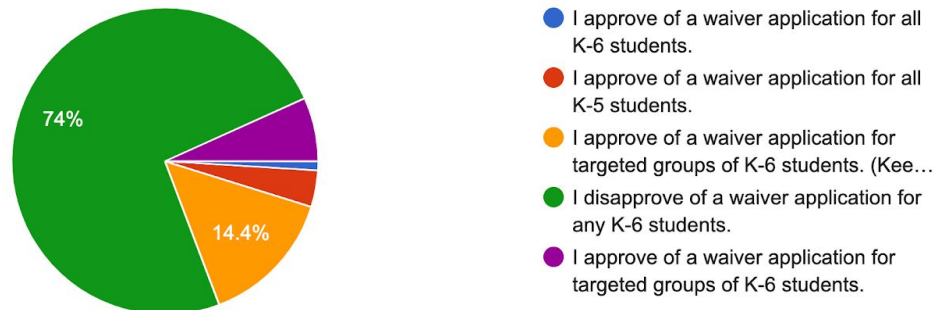 74%
14.4%
I approve of a waiver application for all
K-6 students.
I approve of a waiver application for all
K-5 students.
I approve of a waiver application for
targeted groups of K-6 students. (Kee…
I disapprove of a waiver application for
any K-6 students.
I approve of a waiver application for
targeted groups of K-6 students.